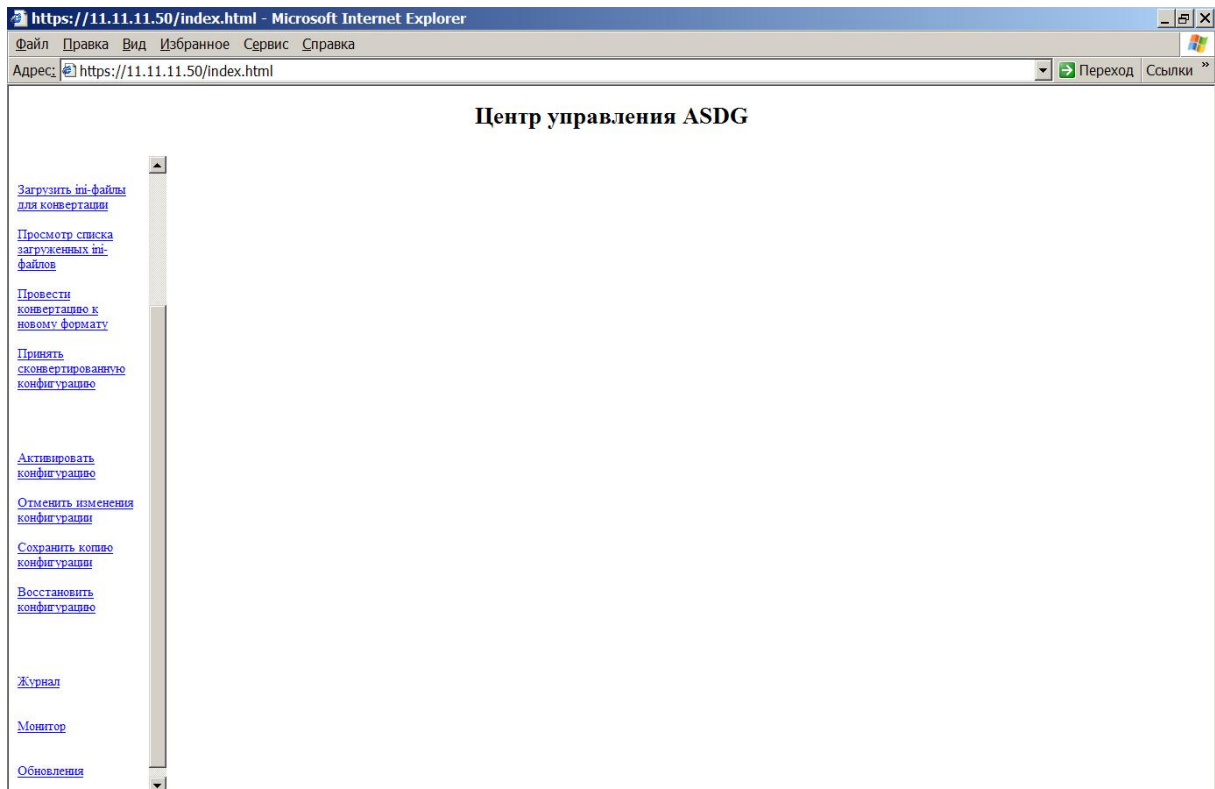 https://11.11.11.50/index.html - Microsoft Internet Explorer
Файл Правка Вид Избранное Сервис Справка
Адрес: https://11.11.11.50/index.html Переход Ссылки »
Центр управления ASDG
Загрузить ini-файлы
для конвертации
Просмотр списка
загруженных ini-
файлов
Провести
конвертацию к
новому формату
Принять
сконвертированную
конфигурацию
Активировать
конфигурацию
Отменить изменения
конфигурации
Сохранить копию
конфигурации
Восстановить
конфигурацию
Журнал
Монитор
Обновления